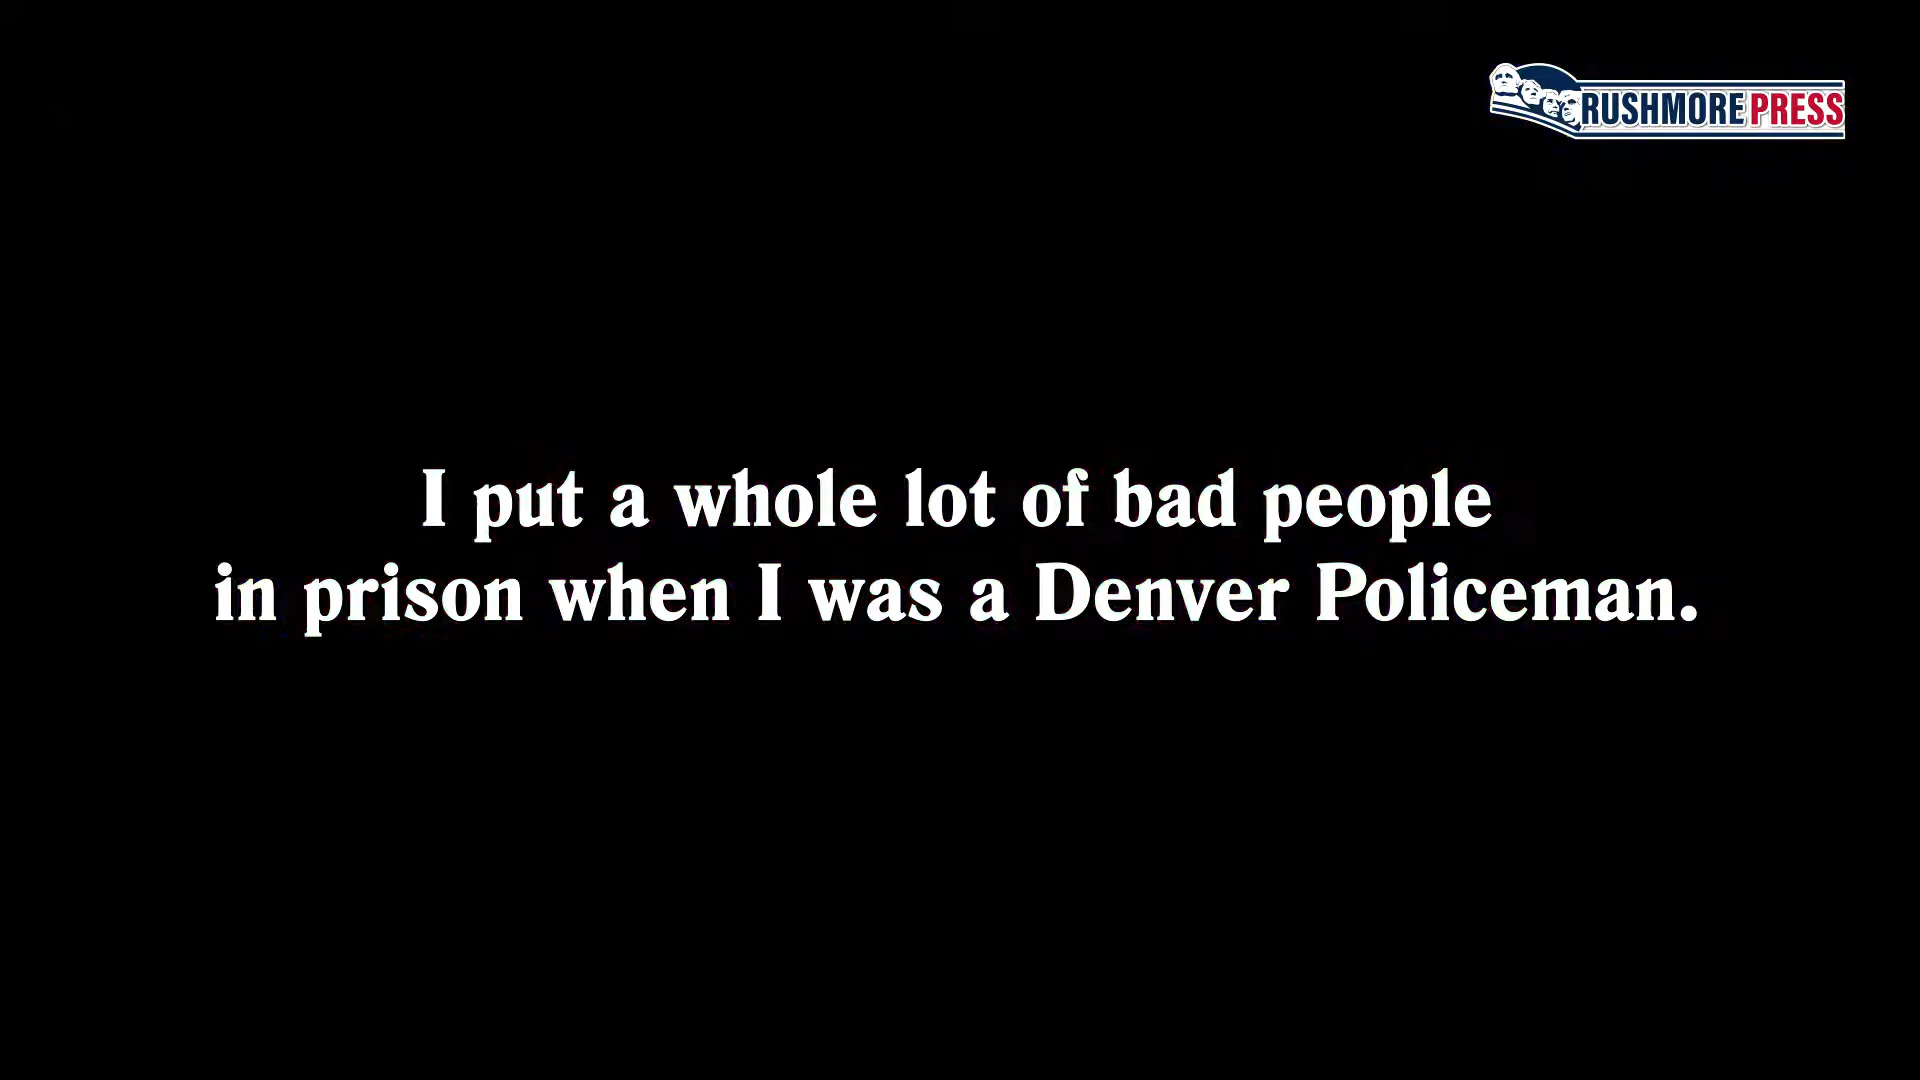 RUSHMORE PRESS
I put a whole lot of bad people
in prison when I was a Denver Policeman.